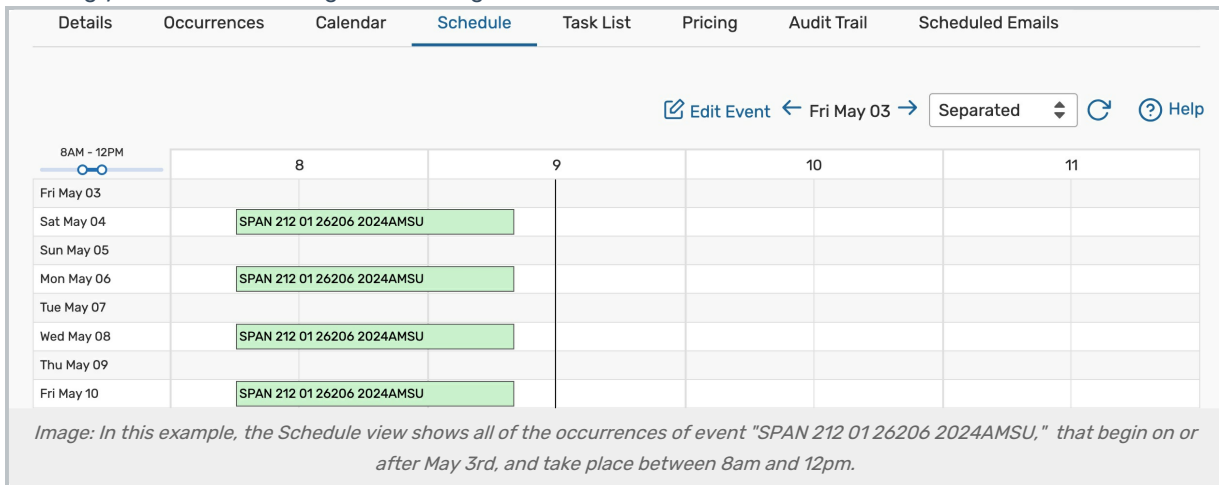 Details Occurrences Calendar Schedule Task List Pricing Audit Trail Scheduled Emails
Edit Event ← Fri May 03 → Separated Help
8AM - 12PM
8 9 10 11
Fri May 03
Sat May 04 SPAN 212 01 26206 2024AMSU
Sun May 05
Mon May 06 SPAN 212 01 26206 2024AMSU
Tue May 07
Wed May 08 SPAN 212 01 26206 2024AMSU
Thu May 09
Fri May 10 SPAN 212 01 26206 2024AMSU
Image: In this example, the Schedule view shows all of the occurrences of event "SPAN 212 01 26206 2024AMSU,"  that begin on or
after May 3rd, and take place between 8am and 12pm.